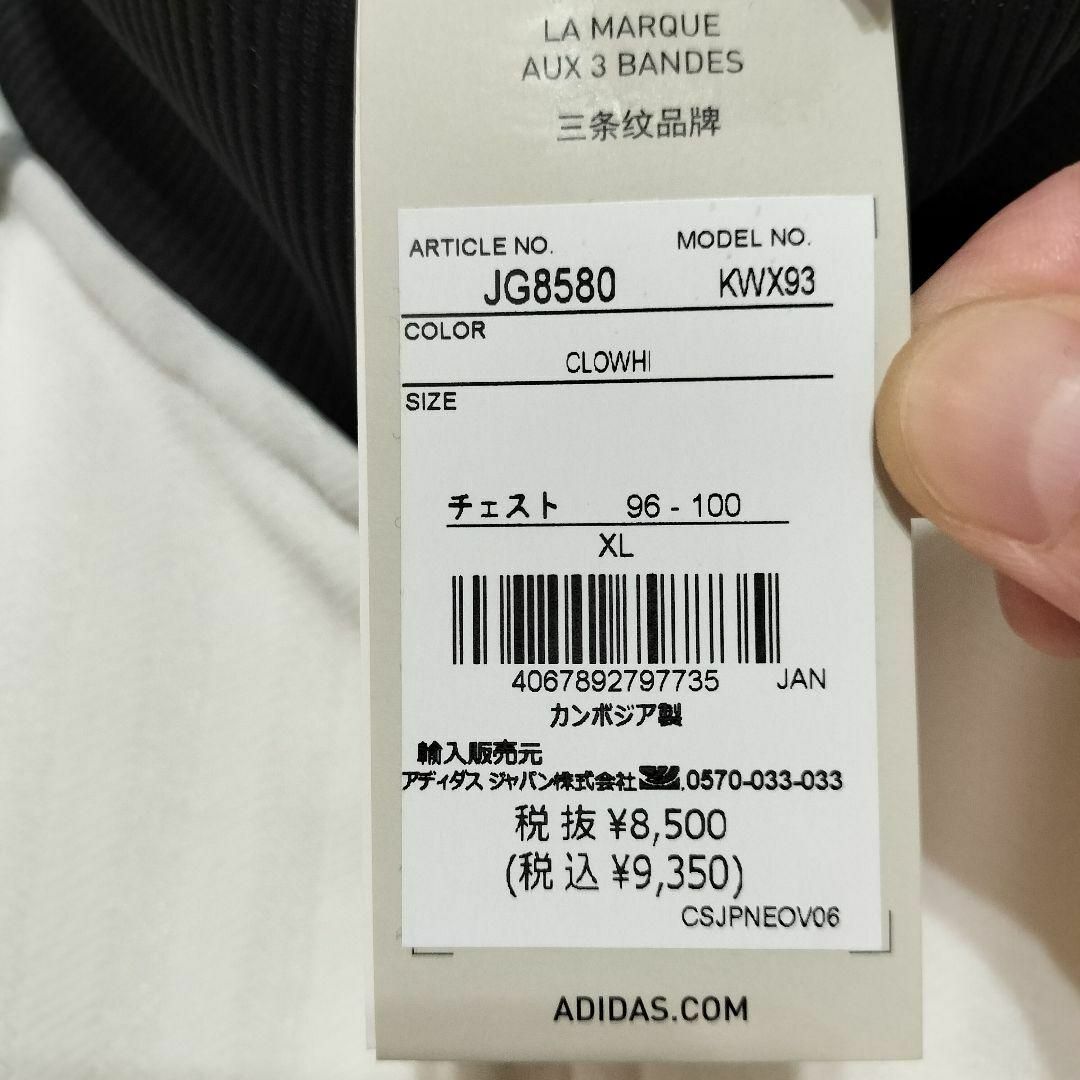 LA MARQUE
AUX 3 BANDES
三条纹品牌
ARTICLE NO. MODEL NO.
JG8580 KWX93
COLOR
CLOWHI
SIZE
チェスト 96 - 100
XL
4067892797735 JAN
カンボジア製
輸入販売元
アディダス ジャパン株式会社 .0570-033-033
税 抜 ¥8,500
(税 込 ¥9,350)
CSJPNEOV06
ADIDAS.COM